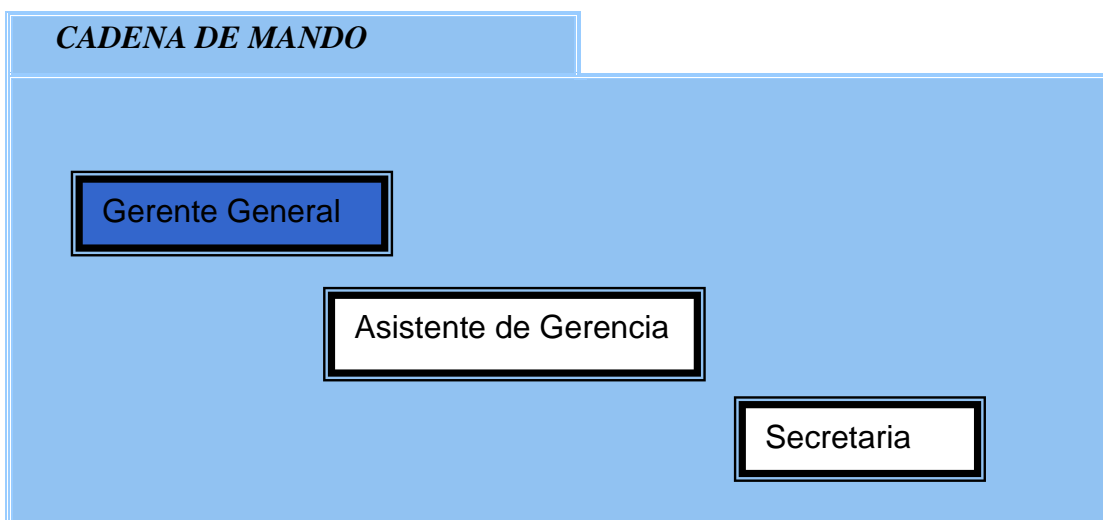 CADENA DE MANDO
Gerente General
Asistente de Gerencia
Secretaria